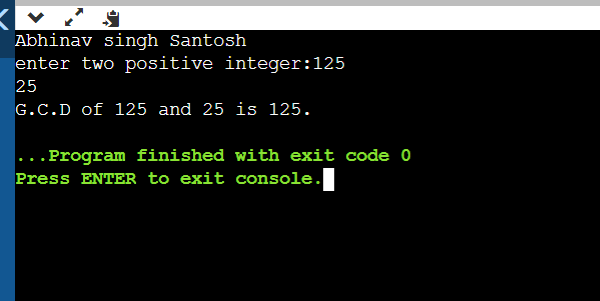 Abhinav singh Santosh
enter two positive integer:125
25
G.C.D of 125 and 25 is 125.
...Program finished with exit code 0
Press ENTER to exit console.